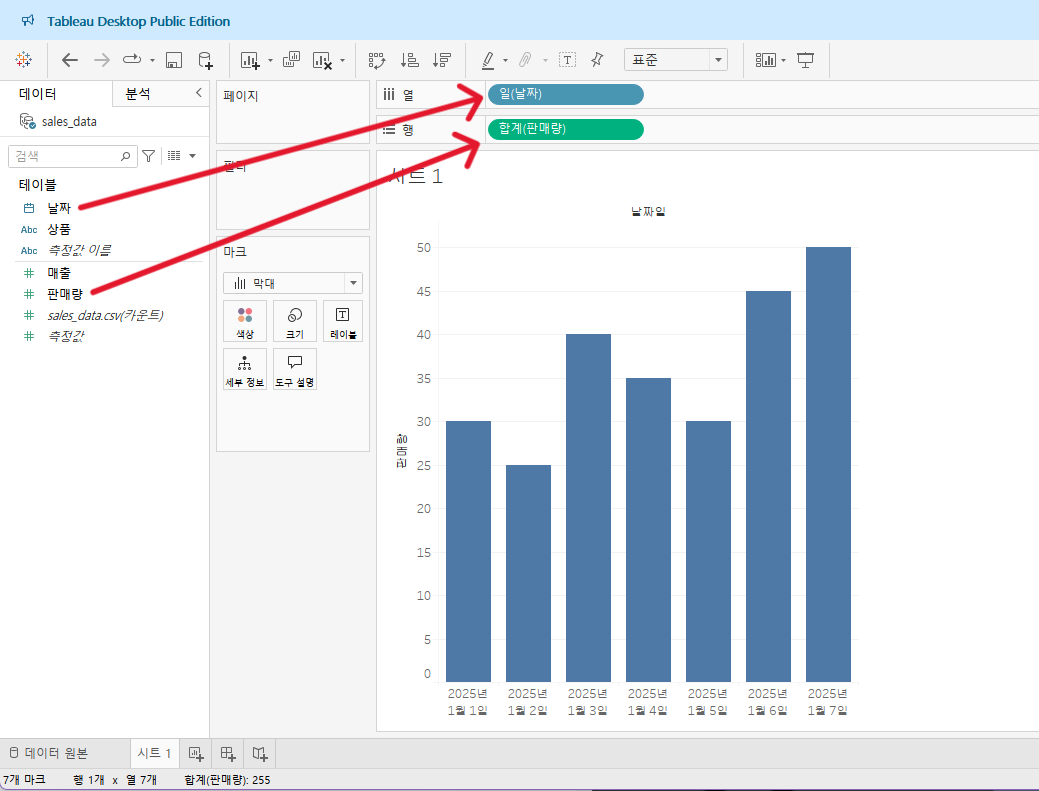 Tableau Desktop Public Edition
표준
데이터
분석
sales_data
검색
테이블
날짜
Abc 상품
Abc 측정값 이름
매출
판매량
sales_data.csv(카운트)
측정값
페이지
필터
마크
막대
색상
크기
레이블
세부 정보
도구 설명
열
일(날짜)
행
합계(판매량)
시트 1
날짜일
판매량
50
45
40
35
30
25
20
15
10
5
0
2025년
1월 1일
2025년
1월 2일
2025년
1월 3일
2025년
1월 4일
2025년
1월 5일
2025년
1월 6일
2025년
1월 7일
데이터 원본
시트 1
7개 마크
행 1개 x 열 7개
합계(판매량): 255